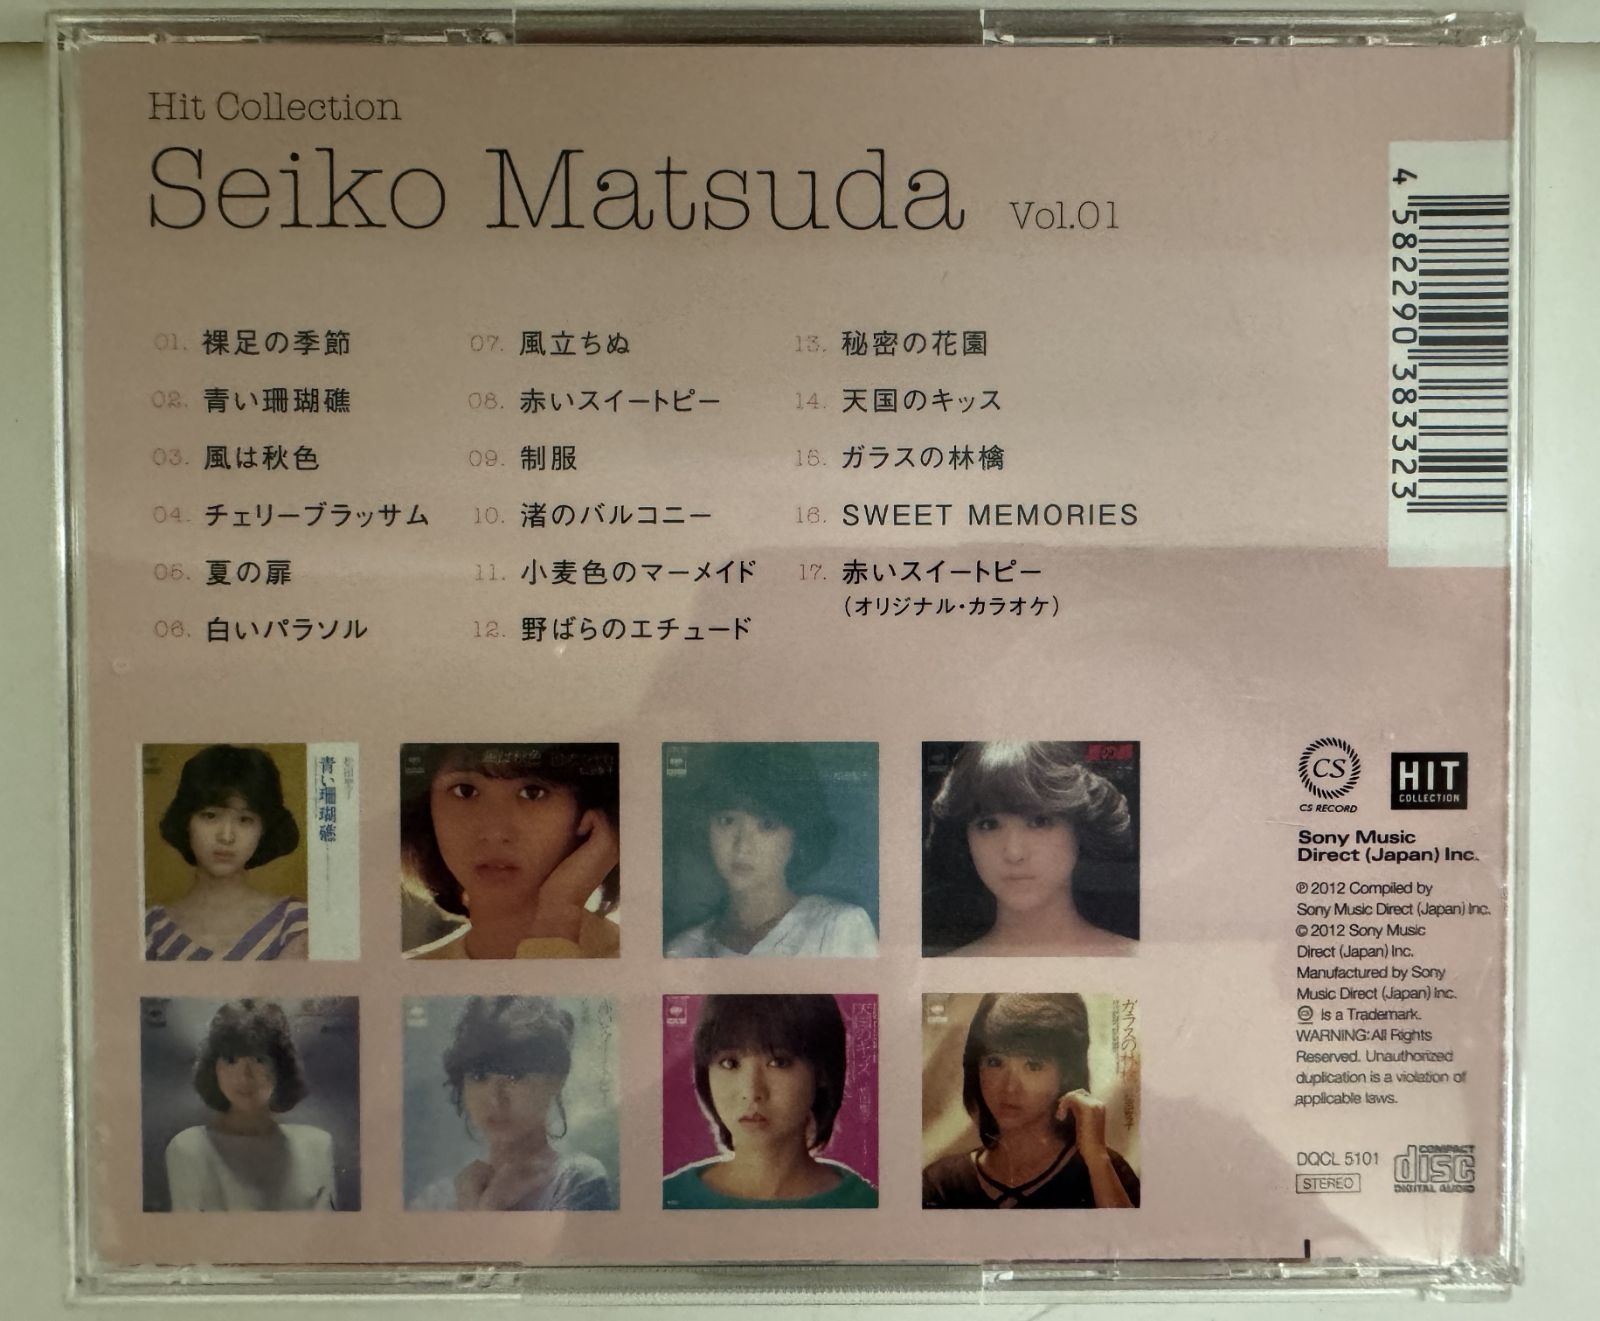 Hit Collection
Seiko Matsuda Vol.01
01. 裸足の季節
02. 青い珊瑚礁
03. 風は秋色
04. チェリーブラッサム
05. 夏の扉
06. 白いパラソル
07. 風立ちぬ
08. 赤いスイートピー
09. 制服
10. 渚のバルコニー
11. 小麦色のマーメイド
12. 野ばらのエチュード
13. 秘密の花園
14. 天国のキッス
15. ガラスの林檎
16. SWEET MEMORIES
17. 赤いスイートピー
（オリジナル・カラオケ）
4 582290 383323
青い珊瑚礁
風は秋色
天国のキッス
ガラスの林檎
CS
CS RECORD
HIT
COLLECTION
Sony Music
Direct (Japan) Inc.
℗ 2012 Compiled by
Sony Music Direct (Japan) Inc.
© 2012 Sony Music
Direct (Japan) Inc.
Manufactured by Sony
Music Direct (Japan) Inc.
is a Trademark.
WARNING: All Rights
Reserved. Unauthorized
duplication is a violation of
applicable laws.
DQCL 5101
STEREO
COMPACT
disc
DIGITAL AUDIO